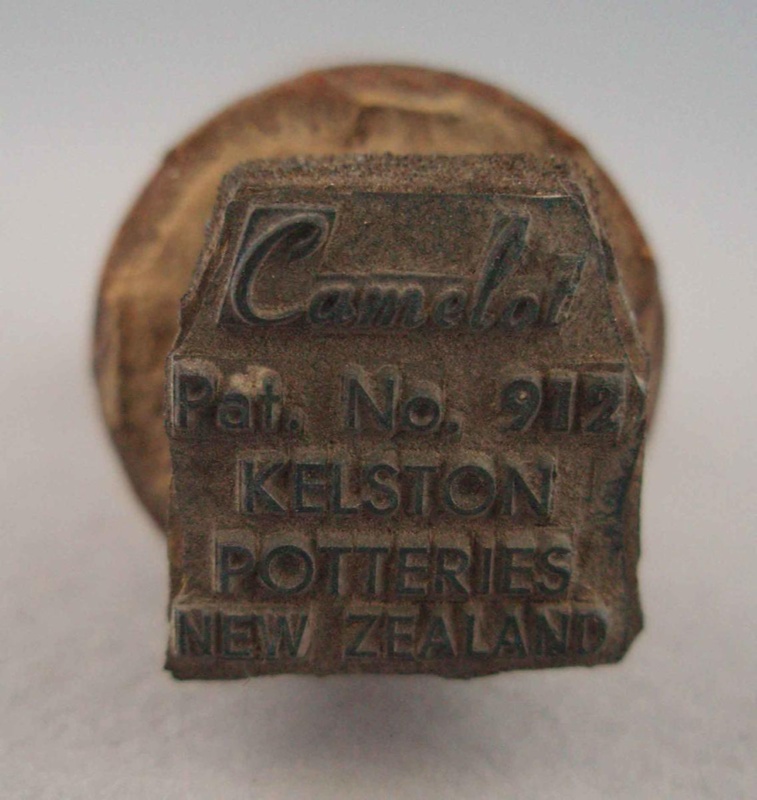 Camelot
Pat. No. 912
KELSTON
POTTERIES
NEW ZEALAND